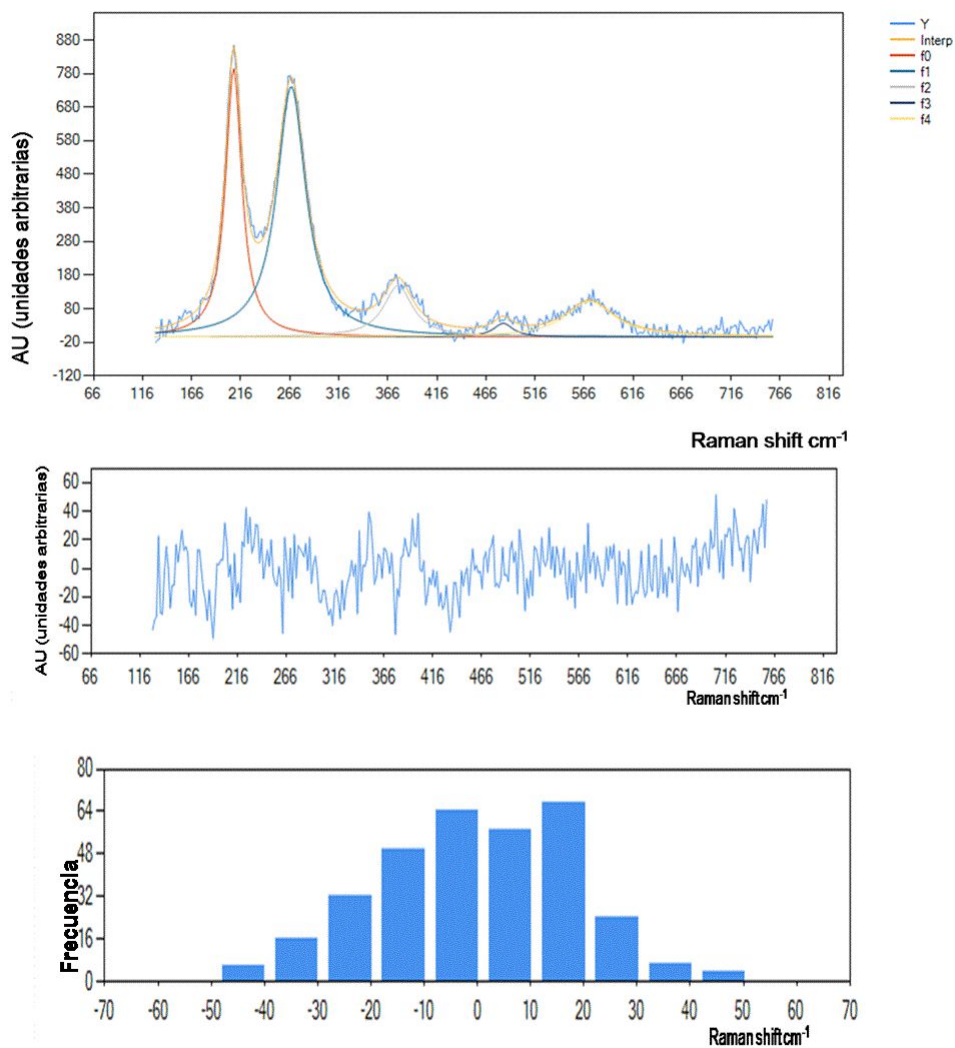 AU (unidades arbitrarias)
880
780
680
580
480
380
280
180
80
-20
-120
66 116 166 216 266 316 366 416 466 516 566 616 666 716 766 816
Raman shift cm-1
Y
Interp
f0
f1
f2
f3
f4
AU (unidades arbitrarias)
60
40
20
0
-20
-40
-60
66 116 166 216 266 316 366 416 466 516 566 616 666 716 766 816
Raman shift cm-1
Frecuencia
80
64
48
32
16
0
-70 -60 -50 -40 -30 -20 -10 0 10 20 30 40 50 60 70
Raman shift cm-1